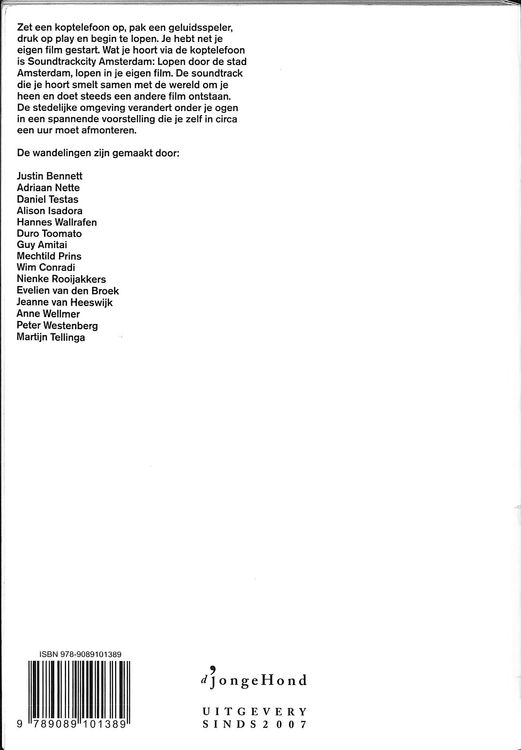 Zet een koptelefoon op, pak een geluidsspeler,
druk op play en begin te lopen. Je hebt net je
eigen film gestart. Wat je hoort via de koptelefoon
is Soundtrackcity Amsterdam: Lopen door de stad
Amsterdam, lopen in je eigen film. De soundtrack
die je hoort smelt samen met de wereld om je
heen en doet steeds een andere film ontstaan.
De stedelijke omgeving verandert onder je ogen
in een spannende voorstelling die je zelf in circa
een uur moet afmonteren.
De wandelingen zijn gemaakt door:
Justin Bennett
Adriaan Nette
Daniel Testas
Alison Isadora
Hannes Wallrafen
Duro Toomato
Guy Amitai
Mechtild Prins
Wim Conradi
Nienke Rooijakkers
Evelien van den Broek
Jeanne van Heeswijk
Anne Wellmer
Peter Westenberg
Martijn Tellinga
ISBN 978-9089101389
9 789089 101389
d'jongeHond
UITGEVERY
SINDS2007